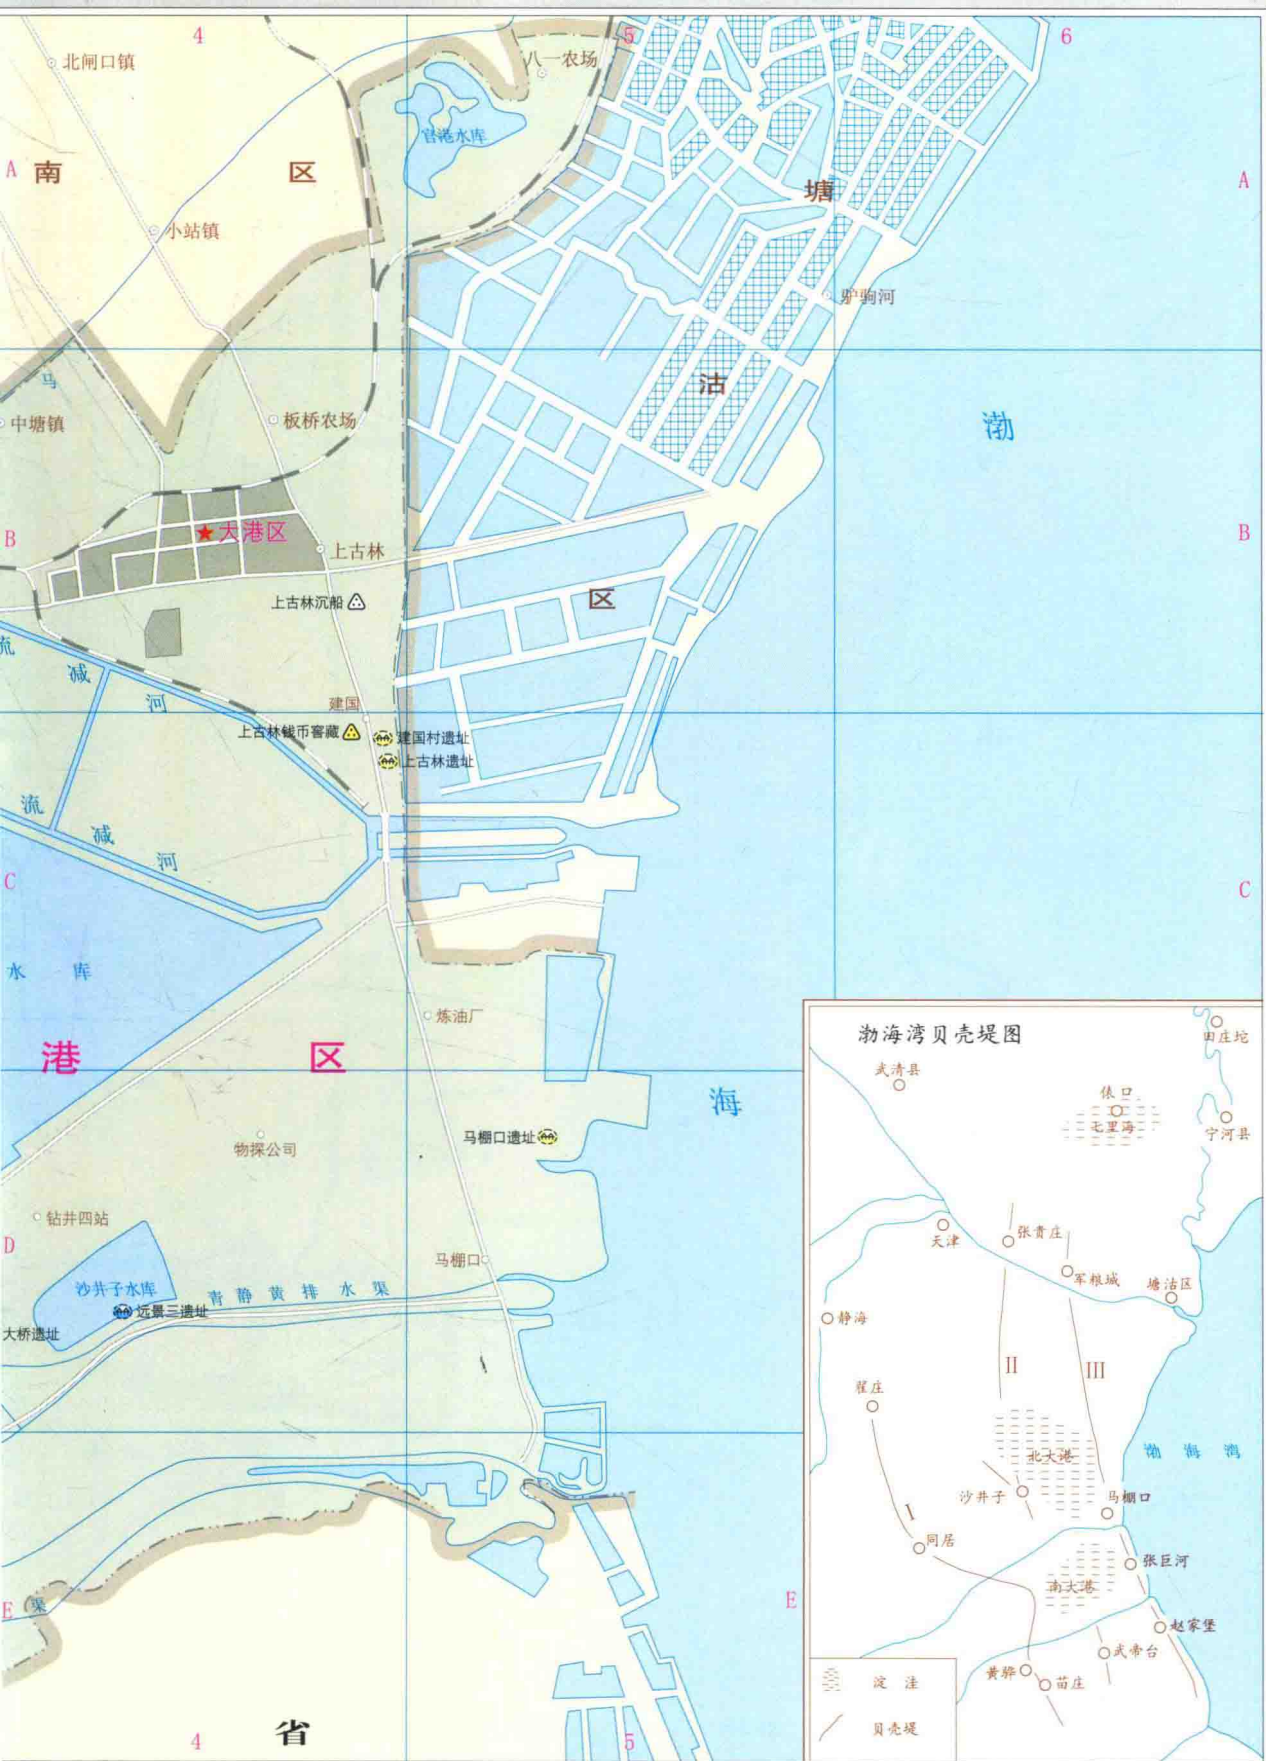 4
5
6
北闸口镇
八一农场
官港水库
A
南
区
塘
A
小站镇
驴驹河
马
沽
渤
中塘镇
板桥农场
B
大港区
上古林
B
上古林沉船
区
流
减
河
建国
上古林钱币窖藏
建国村遗址
上古林遗址
流
减
河
C
C
水 库
炼油厂
港
区
海
物探公司
马棚口遗址
钻井四站
D
马棚口
沙井子水库
青静黄排水渠
远景三遗址
大桥遗址
E
渠
E
省
4
5
渤海湾贝壳堤图
田庄坨
武清县
俵口
七里海
宁河县
天津
张贵庄
军粮城
塘沽区
静海
II
III
翟庄
渤海湾
北大港
沙井子
马棚口
I
同居
张巨河
南大港
赵家堡
武帝台
黄骅
苗庄
淀洼
贝壳堤